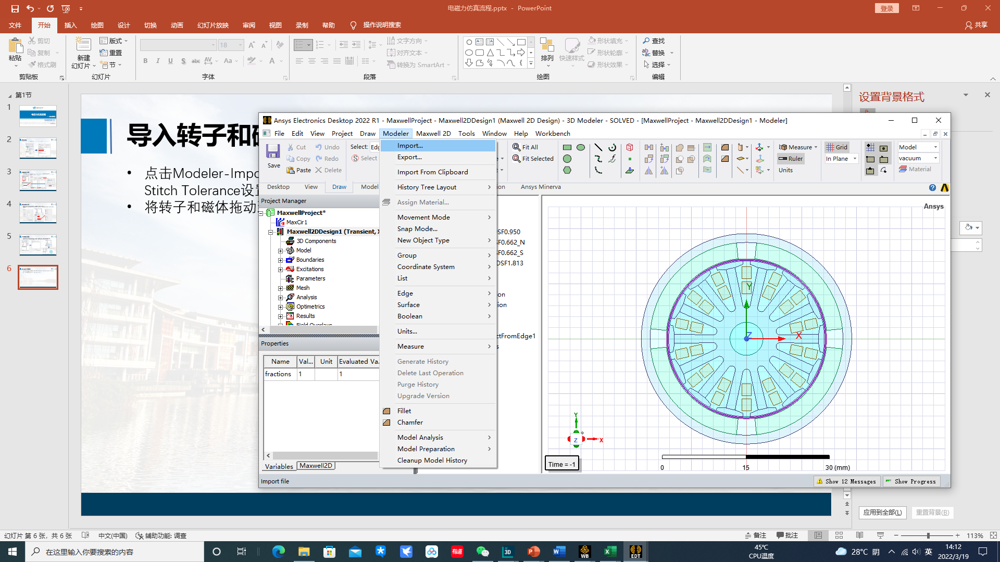 电磁力仿真流程.pptx - PowerPoint
登录
文件 开始 插入 绘图 设计 切换 动画 幻灯片放映 审阅 视图 录制 帮助 操作说明搜索 共享
粘贴 剪切 复制 格式刷 剪贴板
新建 幻灯片 版式 重置 节 幻灯片
18
B I U S abc AV Aa A 字体
文字方向 对齐文本 转换为 SmartArt 段落
排列 快速样式 形状填充 形状轮廓 形状效果 绘图
查找 替换 选择 编辑
第1节
1
2
3
4
5
6
导入转子和
点击Modeler-Impo
Stitch Tolerance设
将转子和磁体拖动
设置背景格式
Ansys Electronics Desktop 2022 R1 - MaxwellProject - Maxwell2DDesign1 (Maxwell 2D Design) - 3D Modeler - SOLVED - [MaxwellProject - Maxwell2DDesign1 - Modeler]
File Edit View Project Draw Modeler Maxwell 2D Tools Window Help Workbench
Save Cut Copy Paste Undo Redo Delete
Select: Edg
Select
Fit All
Fit Selected
Measure Grid
Ruler In Plane
Units
Model
vacuum
Material
Desktop View Draw Model Ansys Minerva
Project Manager
MaxwellProject*
MaxCir1
Maxwell2DDesign1 (Transient, X
3D Components
Model
Boundaries
Excitations
Parameters
Mesh
Analysis
Optimetrics
Results
Field Overlays
Properties
Name Val... Unit Evaluated Va..
fractions 1 1
Variables Maxwell2D
Import...
Export...
Import From Clipboard
History Tree Layout
Assign Material...
Movement Mode
Snap Mode...
New Object Type
Group
Coordinate System
List
Edge
Surface
Boolean
Units...
Measure
Generate History
Delete Last Operation
Purge History
Upgrade Version
Fillet
Chamfer
Model Analysis
Model Preparation
Cleanup Model History
SF0.950
F0.662_N
F0.662_S
DSF1.813
on
ion
ctFromEdge1
s
Ansys
Y
Z X
Y
Z X
Time = -1
0 15 30 (mm)
Import file
Show 12 Messages Show Progress
应用到全部(L) 重置背景(B)
幻灯片 第 6 张，共 6 张 中文(中国) 辅助功能: 调查 备注 批注 113%
在这里输入你要搜索的内容
有道
3D
WB
EDT
45℃
CPU温度
28°C 阴
英
14:12
2022/3/19